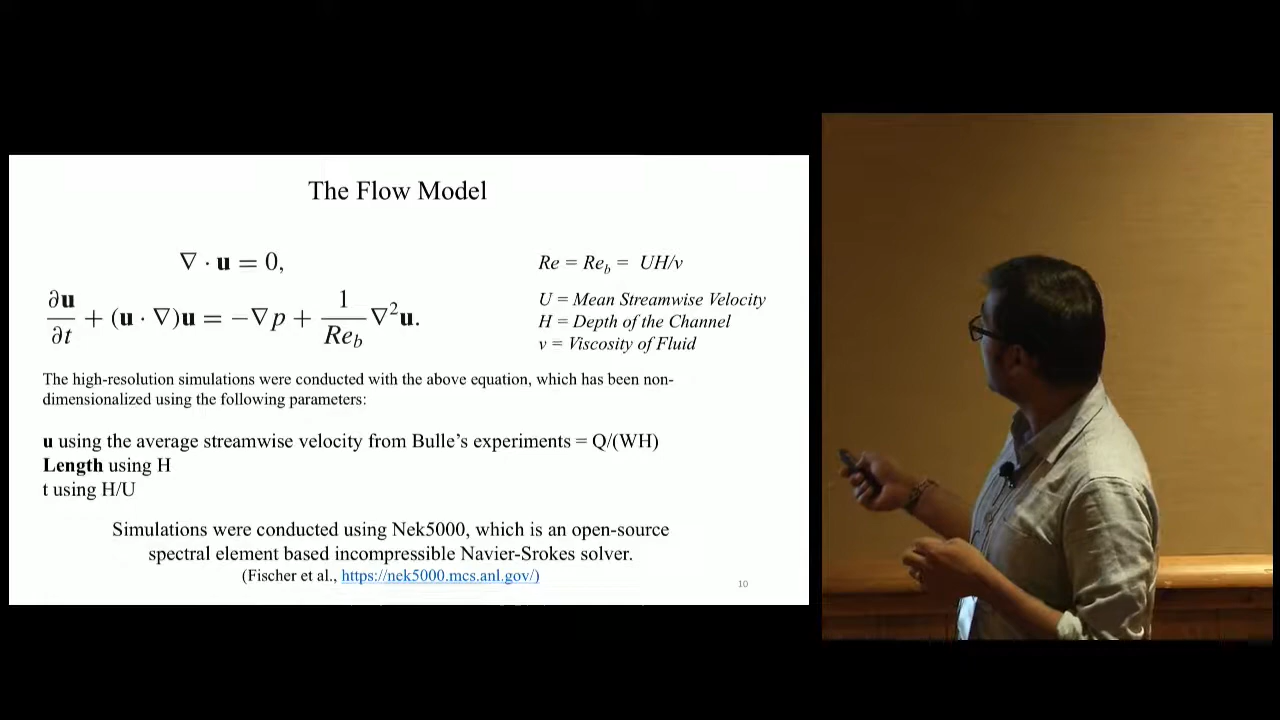 The Flow Model
∇ · u = 0,
∂u/∂t + (u · ∇)u = −∇p + 1/Re_b ∇²u.
Re = Re_b = UH/ν
U = Mean Streamwise Velocity
H = Depth of the Channel
ν = Viscosity of Fluid
The high-resolution simulations were conducted with the above equation, which has been non-
dimensionalized using the following parameters:
u using the average streamwise velocity from Bulle’s experiments = Q/(WH)
Length using H
t using H/U
Simulations were conducted using Nek5000, which is an open-source
spectral element based incompressible Navier-Srokes solver.
(Fischer et al., https://nek5000.mcs.anl.gov/)
10